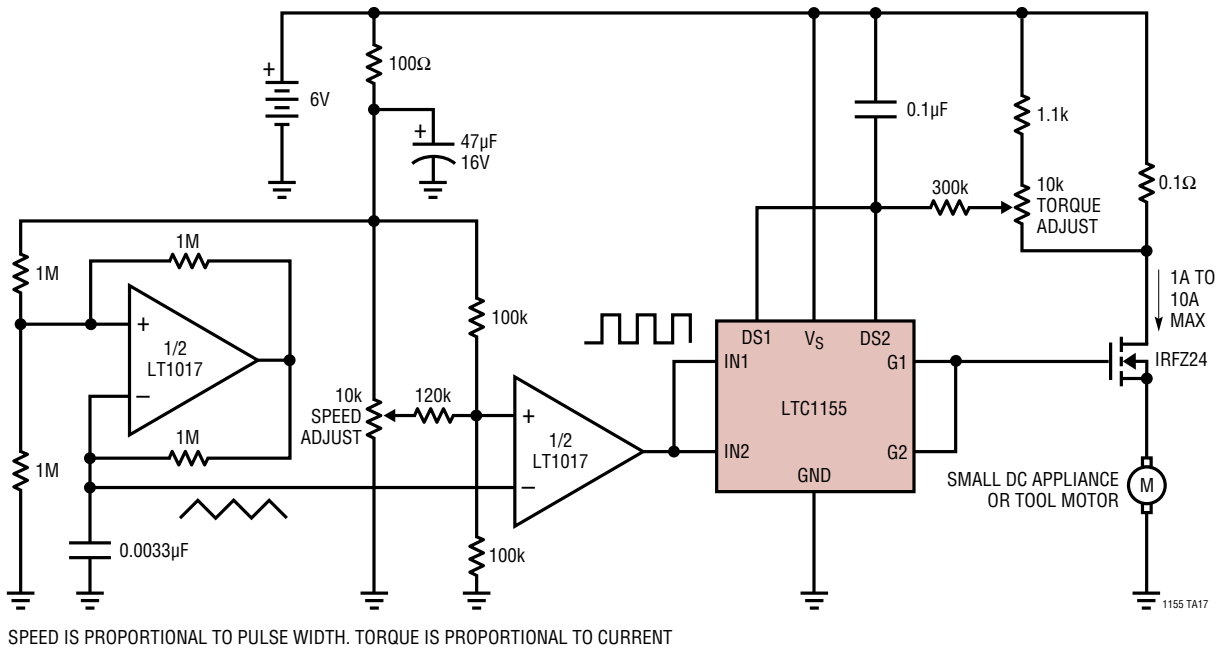 +
6V
100Ω
+
47µF
16V
0.1µF
1.1k
300k
10k
TORQUE
ADJUST
0.1Ω
1A TO
10A
MAX
1M
1M
+
1/2
LT1017
–
1M
1M
0.0033µF
10k
SPEED
ADJUST
120k
100k
100k
+
1/2
LT1017
–
DS1
VS
DS2
IN1
G1
LTC1155
IN2
G2
GND
IRFZ24
SMALL DC APPLIANCE
OR TOOL MOTOR
M
1155 TA17
SPEED IS PROPORTIONAL TO PULSE WIDTH. TORQUE IS PROPORTIONAL TO CURRENT